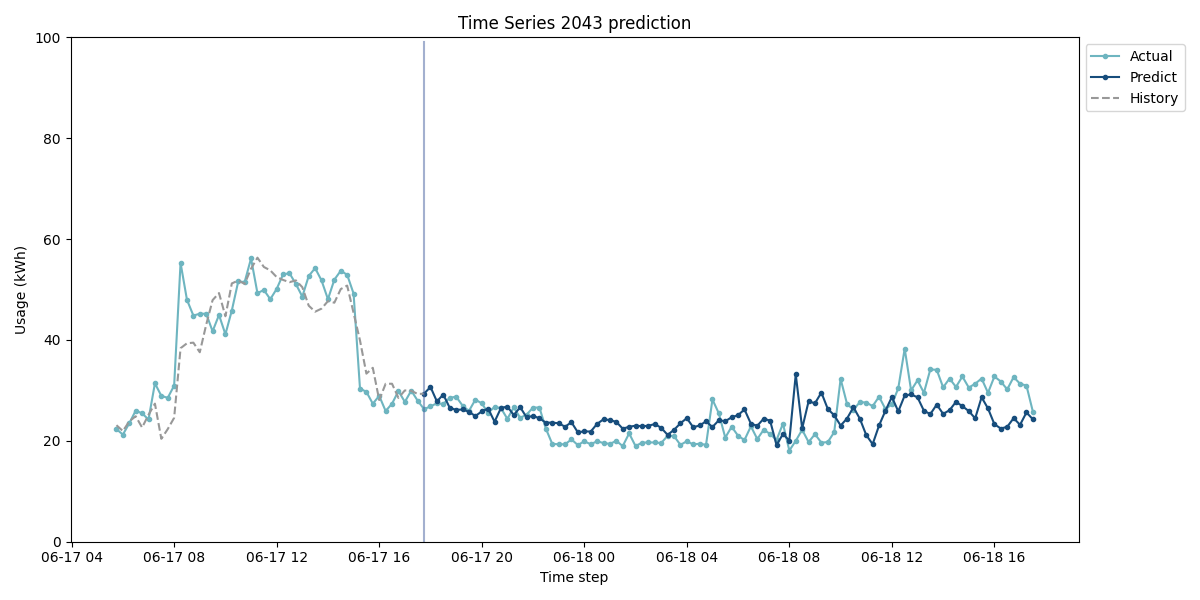 Time Series 2043 prediction
Usage (kWh)
100
80
60
40
20
0
06-17 04 06-17 08 06-17 12 06-17 16 06-17 20 06-18 00 06-18 04 06-18 08 06-18 12 06-18 16
Time step
Actual
Predict
History